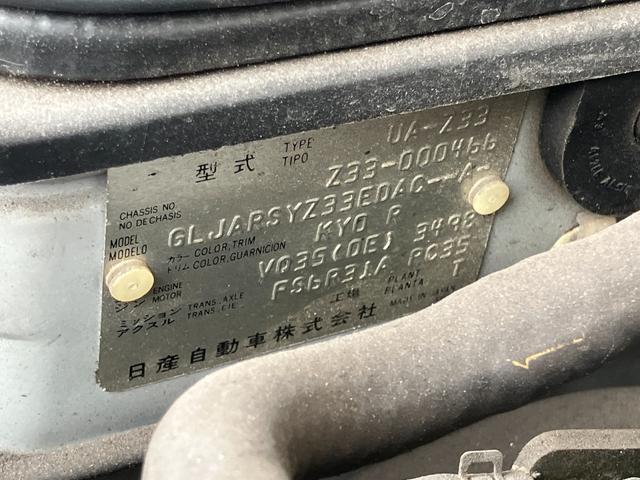 型式 TYPE TIPO UA-Z33
CHASSIS NO NO DE CHASIS Z33-000466
MODEL MODELO GLJARSYZ33EDAC--A-
カラー COLOR, TRIM トリム COLOR, GUARNICION KY0 R
エンジン ENGINE MOTOR VQ35(DE) 3498
ミッション アクスル TRANS. AXLE TRANS. EJE FS6R31A PC35
工場 PLANT PLANTA T
日産自動車株式会社 MADE IN JAPAN